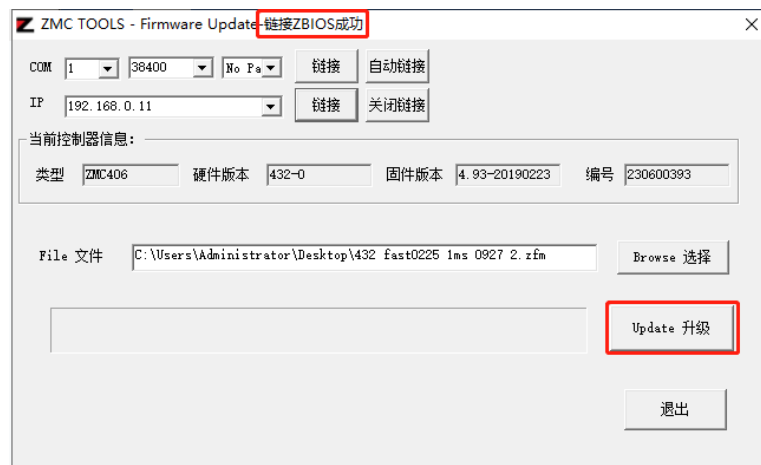 ZMC TOOLS - Firmware Update-链接ZBIOS成功
COM 1 38400 No Pa 链接 自动链接
IP 192.168.0.11 链接 关闭链接
当前控制器信息:
类型 ZMC406 硬件版本 432-0 固件版本 4.93-20190223 编号 230600393
File 文件 C:\Users\Administrator\Desktop\432 fast0225 1ms 0927 2.zfm Browse 选择
Update 升级
退出